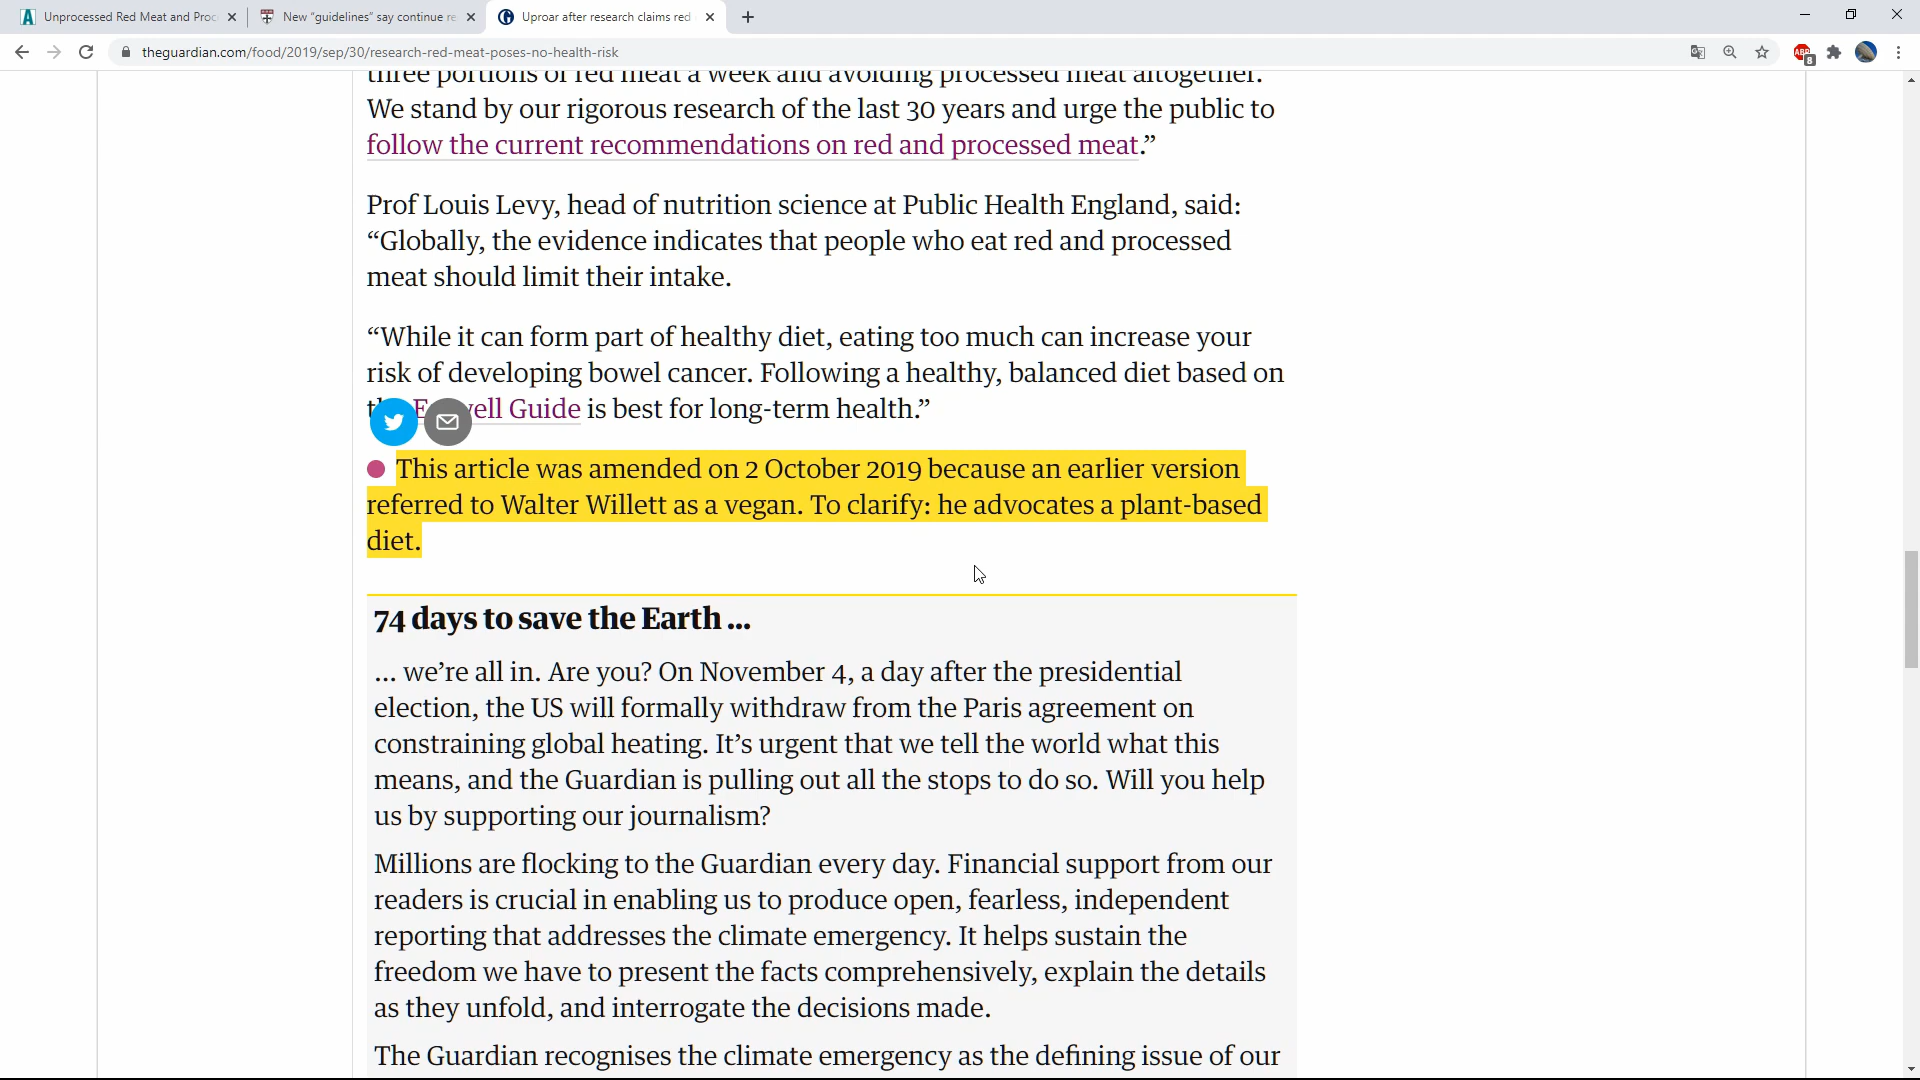 Unprocessed Red Meat and Proc
New "guidelines" say continue re
Uproar after research claims red
theguardian.com/food/2019/sep/30/research-red-meat-poses-no-health-risk
ABP
8
three portions of red meat a week and avoiding processed meat altogether.
We stand by our rigorous research of the last 30 years and urge the public to
follow the current recommendations on red and processed meat.”
Prof Louis Levy, head of nutrition science at Public Health England, said:
“Globally, the evidence indicates that people who eat red and processed
meat should limit their intake.
“While it can form part of healthy diet, eating too much can increase your
risk of developing bowel cancer. Following a healthy, balanced diet based on
Guide is best for long-term health.”
This article was amended on 2 October 2019 because an earlier version
referred to Walter Willett as a vegan. To clarify: he advocates a plant-based
diet.
74 days to save the Earth ...
... we’re all in. Are you? On November 4, a day after the presidential
election, the US will formally withdraw from the Paris agreement on
constraining global heating. It’s urgent that we tell the world what this
means, and the Guardian is pulling out all the stops to do so. Will you help
us by supporting our journalism?
Millions are flocking to the Guardian every day. Financial support from our
readers is crucial in enabling us to produce open, fearless, independent
reporting that addresses the climate emergency. It helps sustain the
freedom we have to present the facts comprehensively, explain the details
as they unfold, and interrogate the decisions made.
The Guardian recognises the climate emergency as the defining issue of our